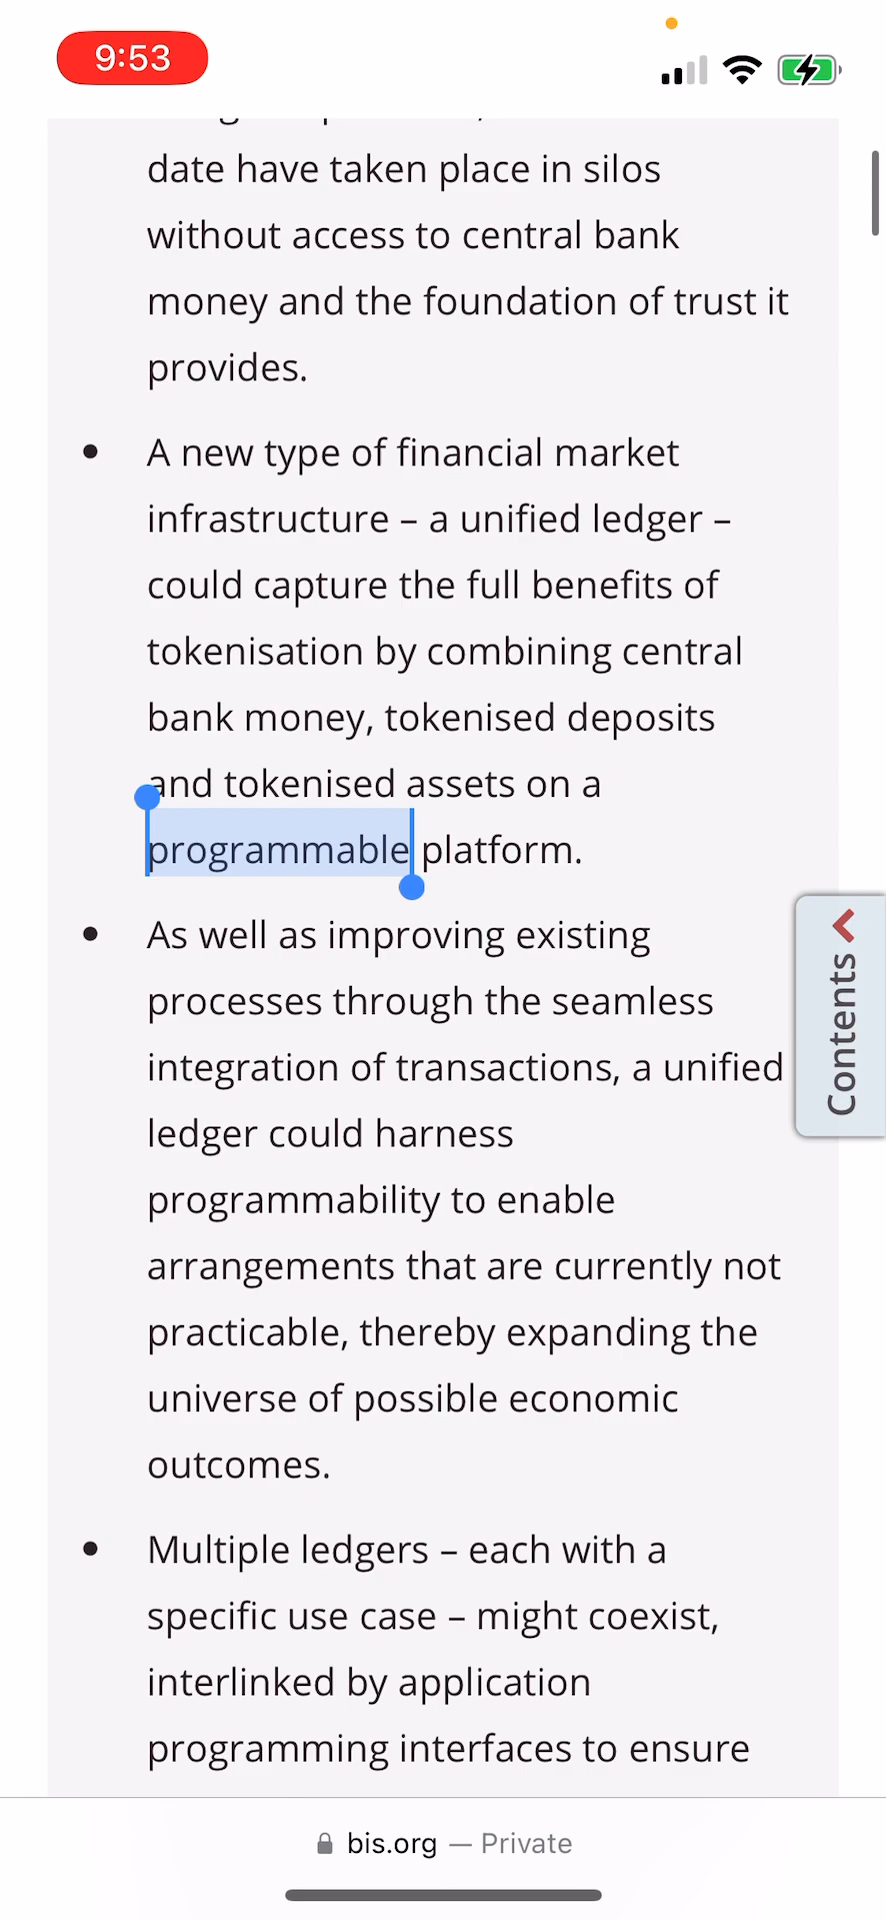 9:53
date have taken place in silos
without access to central bank
money and the foundation of trust it
provides.
• A new type of financial market
infrastructure – a unified ledger –
could capture the full benefits of
tokenisation by combining central
bank money, tokenised deposits
and tokenised assets on a
programmable platform.
• As well as improving existing
processes through the seamless
integration of transactions, a unified
ledger could harness
programmability to enable
arrangements that are currently not
practicable, thereby expanding the
universe of possible economic
outcomes.
• Multiple ledgers – each with a
specific use case – might coexist,
interlinked by application
programming interfaces to ensure
Contents
bis.org — Private